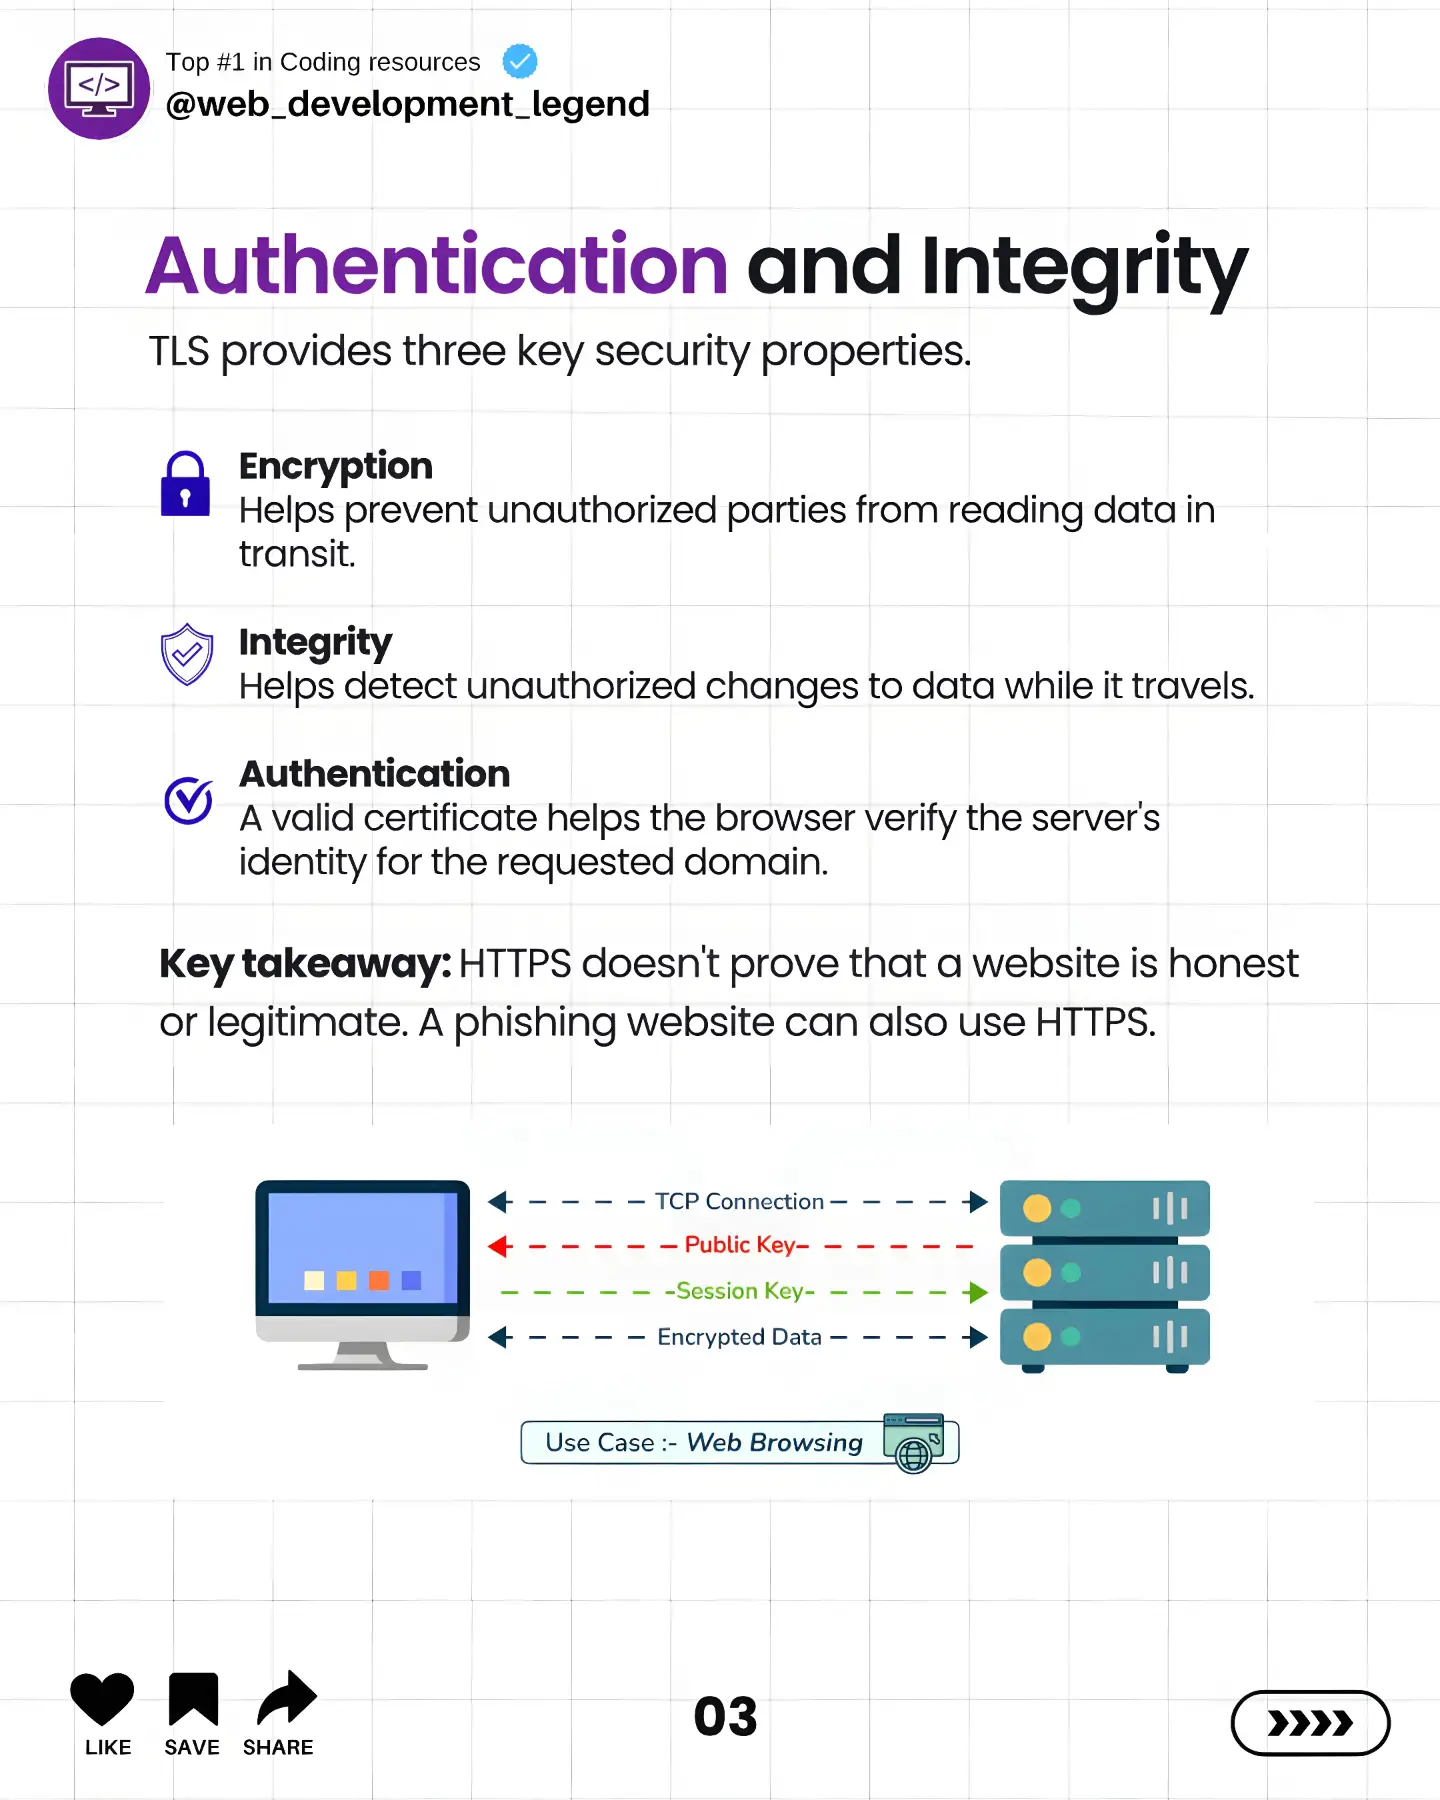 Top #1 in Coding resources
@web_development_legend
Authentication and Integrity
TLS provides three key security properties.
Encryption
Helps prevent unauthorized parties from reading data in
transit.
Integrity
Helps detect unauthorized changes to data while it travels.
Authentication
A valid certificate helps the browser verify the server's
identity for the requested domain.
Key takeaway: HTTPS doesn't prove that a website is honest
or legitimate. A phishing website can also use HTTPS.
TCP Connection
Public Key
Session Key
Encrypted Data
Use Case :- Web Browsing
LIKE SAVE SHARE
03